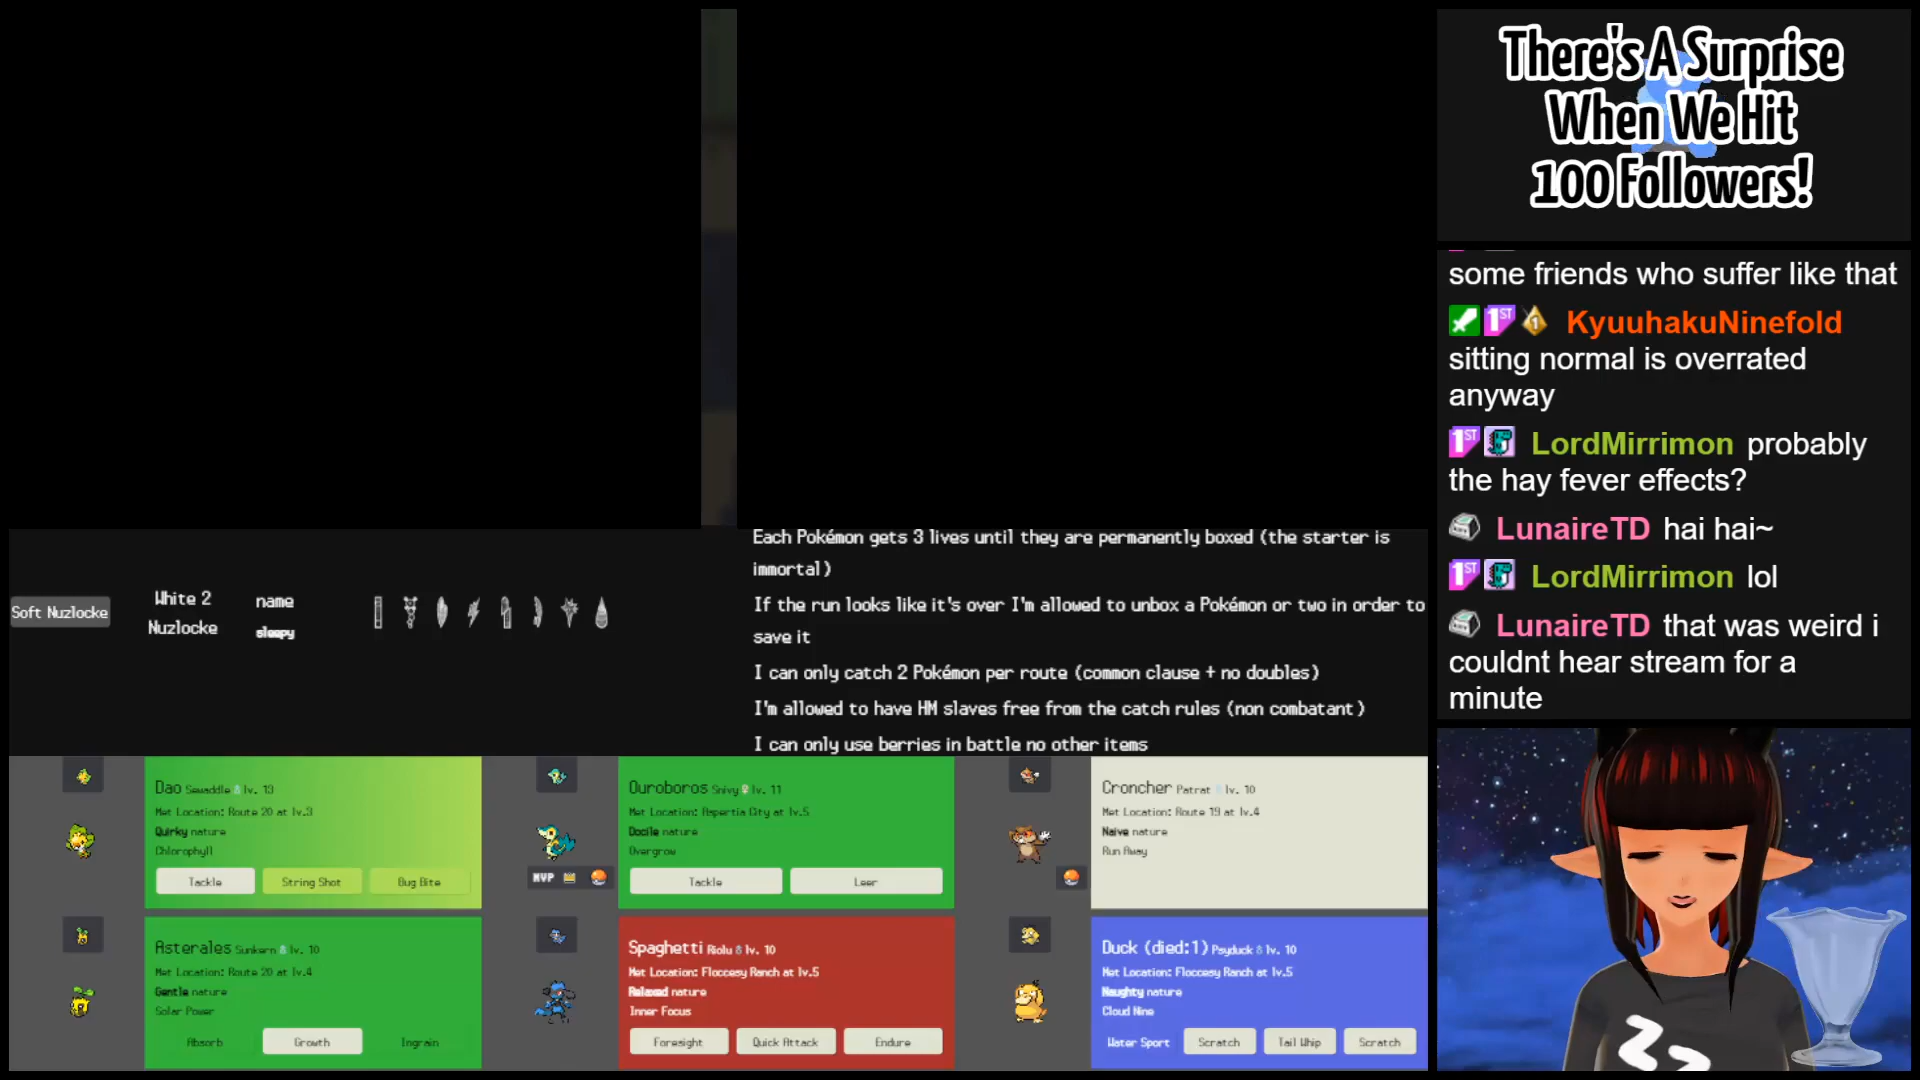 There's A Surprise
When We Hit
100 Followers!
some friends who suffer like that
1ST 1 KyuuhakuNinefold
sitting normal is overrated
anyway
1ST LordMirrimon probably
the hay fever effects?
LunaireTD hai hai~
1ST LordMirrimon lol
LunaireTD that was weird i
couldnt hear stream for a
minute
Soft Nuzlocke
White 2
Nuzlocke
name
sleepy
Each Pokémon gets 3 lives until they are permanently boxed (the starter is
immortal)
If the run looks like it's over I'm allowed to unbox a Pokémon or two in order to
save it
I can only catch 2 Pokémon per route (common clause + no doubles)
I'm allowed to have HM slaves free from the catch rules (non combatant)
I can only use berries in battle no other items
Dao Sewaddle lv. 13
Met Location: Route 20 at lv.3
Quirky nature
Chlorophyll
Tackle
String Shot
Bug Bite
MVP
Ouroboros Snivy lv. 11
Met Location: Aspertia City at lv.5
Docile nature
Overgrow
Tackle
Leer
Croncher Patrat lv. 10
Met Location: Route 19 at lv.4
Naive nature
Run Away
Asterales Sunkern lv. 10
Met Location: Route 20 at lv.4
Gentle nature
Solar Power
Absorb
Growth
Ingrain
Spaghetti Riolu lv. 10
Met Location: Floccesy Ranch at lv.5
Relaxed nature
Inner Focus
Foresight
Quick Attack
Endure
Duck (died:1) Psyduck lv. 10
Met Location: Floccesy Ranch at lv.5
Naughty nature
Cloud Nine
Water Sport
Scratch
Tail Whip
Scratch